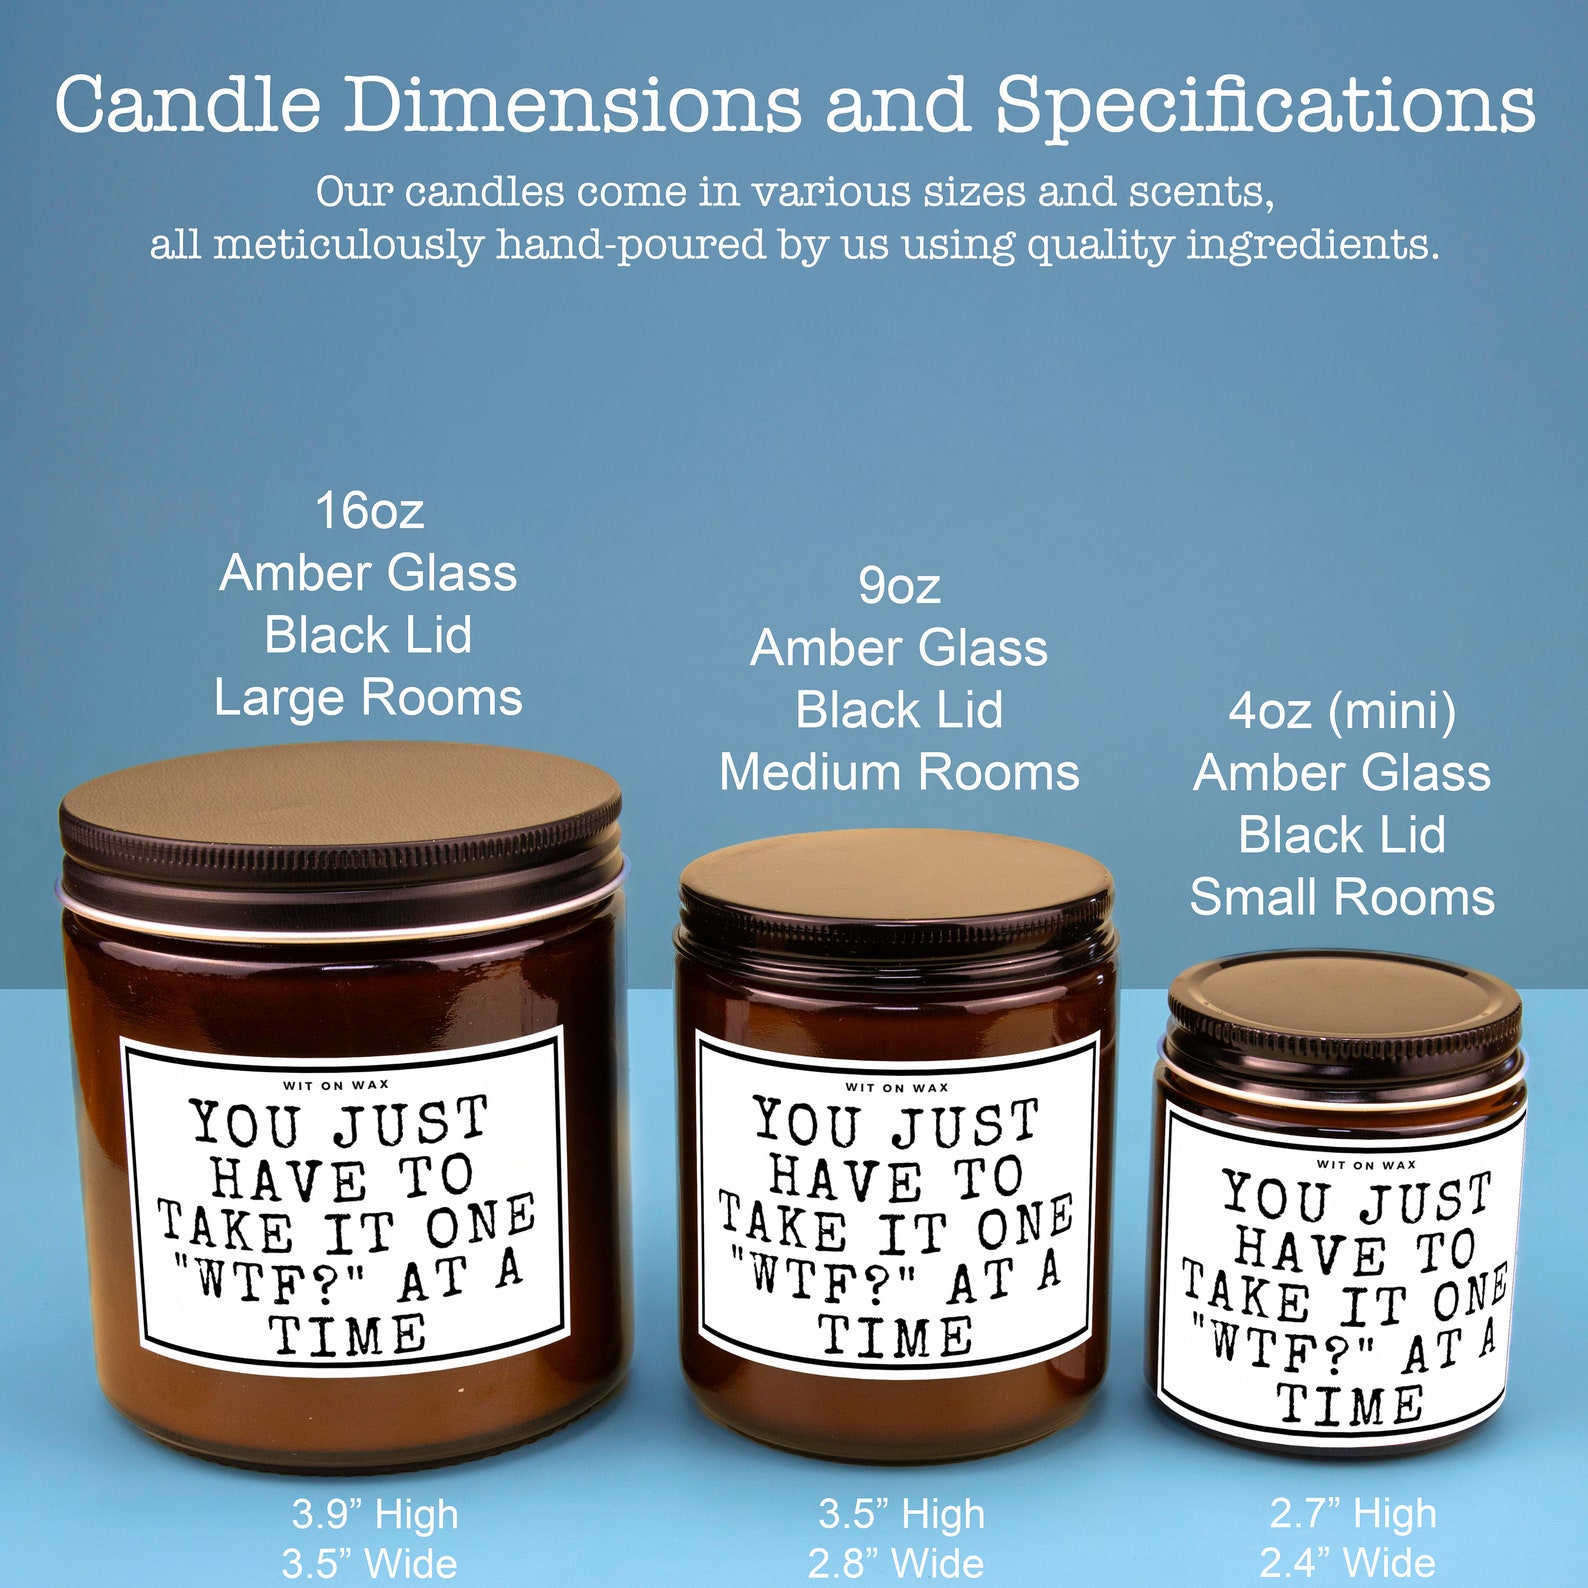 Candle Dimensions and Specifications
Our candles come in various sizes and scents,
all meticulously hand-poured by us using quality ingredients.
16oz
Amber Glass
Black Lid
Large Rooms
9oz
Amber Glass
Black Lid
Medium Rooms
4oz (mini)
Amber Glass
Black Lid
Small Rooms
WIT ON WAX
YOU JUST
HAVE TO
TAKE IT ONE
"WTF?" AT A
TIME
WIT ON WAX
YOU JUST
HAVE TO
TAKE IT ONE
"WTF?" AT A
TIME
WIT ON WAX
YOU JUST
HAVE TO
TAKE IT ONE
"WTF?" AT A
TIME
3.9” High
3.5” Wide
3.5” High
2.8” Wide
2.7” High
2.4” Wide